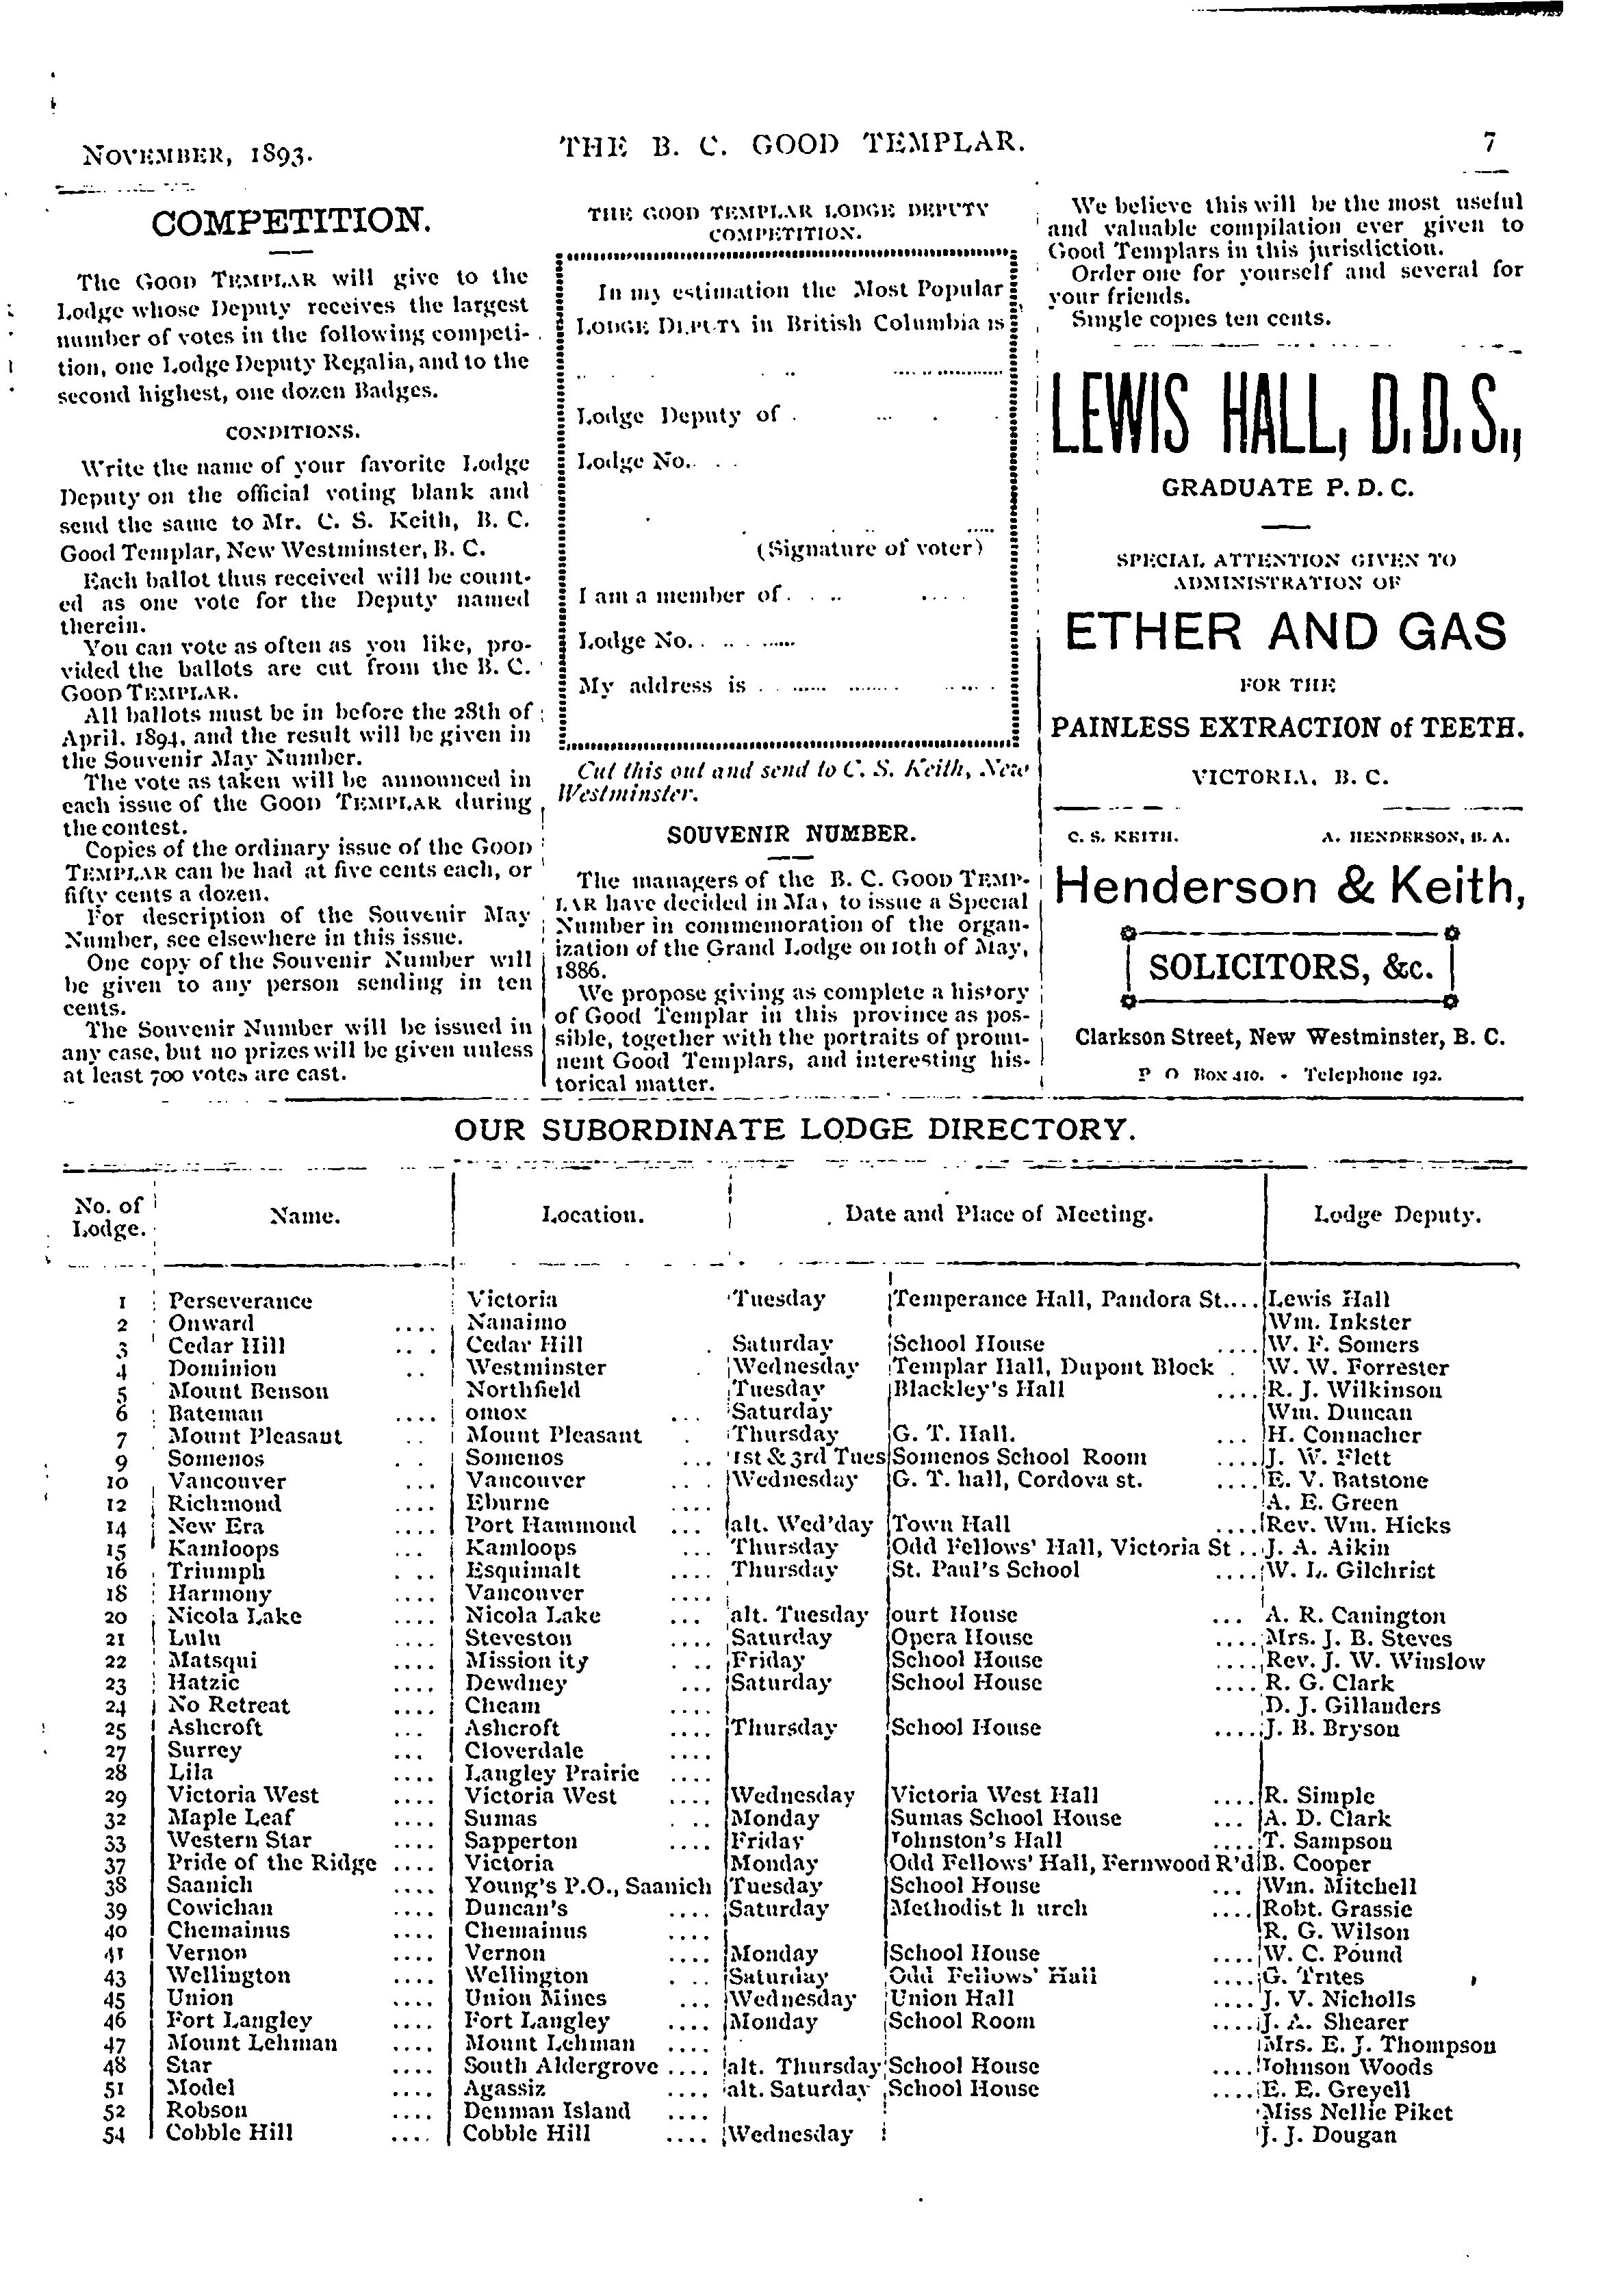 NOVEMBER, 1893.
THE B. C. GOOD TEMPLAR.
7
COMPETITION.
The GOOD TEMPLAR will give to the
Lodge whose Deputy receives the largest
number of votes in the following competi-
tion, one Lodge Deputy Regalia, and to the
second highest, one dozen Badges.
CONDITIONS.
Write the name of your favorite Lodge
Deputy on the official voting blank and
send the same to Mr. C. S. Keith, B. C.
Good Templar, New Westminster, B. C.
Each ballot thus received will be count-
ed as one vote for the Deputy named
therein.
You can vote as often as you like, pro-
vided the ballots are cut from the B. C.
GOOD TEMPLAR.
All ballots must be in before the 28th of
April, 1894, and the result will be given in
the Souvenir May Number.
The vote as taken will be announced in
each issue of the GOOD TEMPLAR during
the contest.
Copies of the ordinary issue of the GOOD
TEMPLAR can be had at five cents each, or
fifty cents a dozen.
For description of the Souvenir May
Number, see elsewhere in this issue.
One copy of the Souvenir Number will
be given to any person sending in ten
cents.
The Souvenir Number will be issued in
any case, but no prizes will be given unless
at least 700 votes are cast.
THE GOOD TEMPLAR LODGE DEPUTY
COMPETITION.
In my estimation the Most Popular
LODGE DEPUTY in British Columbia is
Lodge Deputy of
Lodge No.
(Signature of voter)
I am a member of
Lodge No.
My address is
Cut this out and send to C. S. Keith, New
Westminster.
SOUVENIR NUMBER.
The managers of the B. C. GOOD TEMP-
LAR have decided in May to issue a Special
Number in commemoration of the organ-
ization of the Grand Lodge on 10th of May,
1886.
We propose giving as complete a history
of Good Templar in this province as pos-
sible, together with the portraits of promi-
nent Good Templars, and interesting his-
torical matter.
We believe this will be the most useful
and valuable compilation ever given to
Good Templars in this jurisdiction.
Order one for yourself and several for
your friends.
Single copies ten cents.
LEWIS HALL, D.D.S.,
GRADUATE P. D. C.
SPECIAL ATTENTION GIVEN TO
ADMINISTRATION OF
ETHER AND GAS
FOR THE
PAINLESS EXTRACTION of TEETH.
VICTORIA, B. C.
C. S. KEITH. A. HENDERSON, B. A.
Henderson & Keith,
SOLICITORS, &c.
Clarkson Street, New Westminster, B. C.
P O Box 410. - Telephone 192.
OUR SUBORDINATE LODGE DIRECTORY.
No. of Lodge. Name. Location. Date and Place of Meeting. Lodge Deputy.
1 Perseverance Victoria Tuesday Temperance Hall, Pandora St.... Lewis Hall
2 Onward .... Nanaimo Wm. Inkster
3 Cedar Hill .... Cedar Hill Saturday School House .... W. F. Somers
4 Dominion .. Westminster Wednesday Templar Hall, Dupont Block . W. W. Forrester
5 Mount Benson Northfield Tuesday Blackley's Hall .... R. J. Wilkinson
6 Bateman .... omox ... Saturday Wm. Duncan
7 Mount Pleasant .. Mount Pleasant . Thursday G. T. Hall. ... H. Connacher
9 Somenos . . Somenos ... 1st & 3rd Tues Somenos School Room .... J. W. Flett
10 Vancouver ... Vancouver ... Wednesday G. T. hall, Cordova st. .... E. V. Batstone
12 Richmond .... Eburne .... A. E. Green
14 New Era .... Port Hammond ... alt. Wed'day Town Hall .... Rev. Wm. Hicks
15 Kamloops ... Kamloops ... Thursday Odd Fellows' Hall, Victoria St .. J. A. Aikin
16 Triumph . .. Esquimalt .... Thursday St. Paul's School .... W. L. Gilchrist
18 Harmony .... Vancouver ....
20 Nicola Lake .... Nicola Lake ... alt. Tuesday ourt House ... A. R. Canington
21 Lulu .... Steveston .... Saturday Opera House .... Mrs. J. B. Steves
22 Matsqui .... Mission ity . .. Friday School House .... Rev. J. W. Winslow
23 Hatzic .... Dewdney ... Saturday School House .... R. G. Clark
24 No Retreat .... Cheam .... D. J. Gillanders
25 Ashcroft ... Ashcroft .... Thursday School House .... J. B. Bryson
27 Surrey ... Cloverdale ....
28 Lila .... Langley Prairie ....
29 Victoria West .... Victoria West .... Wednesday Victoria West Hall .... R. Simple
32 Maple Leaf .... Sumas . .. Monday Sumas School House ... A. D. Clark
33 Western Star .... Sapperton .... Friday Johnston's Hall .... T. Sampson
37 Pride of the Ridge .... Victoria Monday Odd Fellows' Hall, Fernwood R'd B. Cooper
38 Saanich .... Young's P.O., Saanich Tuesday School House ... Wm. Mitchell
39 Cowichan .... Duncan's .... Saturday Methodist h urch .... Robt. Grassie
40 Chemainus .... Chemainus .... R. G. Wilson
41 Vernon .... Vernon .... Monday School House .... W. C. Pound
43 Wellington .... Wellington . .. Saturday Odd Fellows' Hall .... G. Trites
45 Union .... Union Mines ... Wednesday Union Hall .... J. V. Nicholls
46 Fort Langley .... Fort Langley .... Monday School Room .... J. A. Shearer
47 Mount Lehman .... Mount Lehman .... Mrs. E. J. Thompson
48 Star .... South Aldergrove .... alt. Thursday School House .... Johnson Woods
51 Model .... Agassiz .... alt. Saturday School House .... E. E. Greyell
52 Robson .... Denman Island .... Miss Nellie Piket
54 Cobble Hill .... Cobble Hill .... Wednesday J. J. Dougan